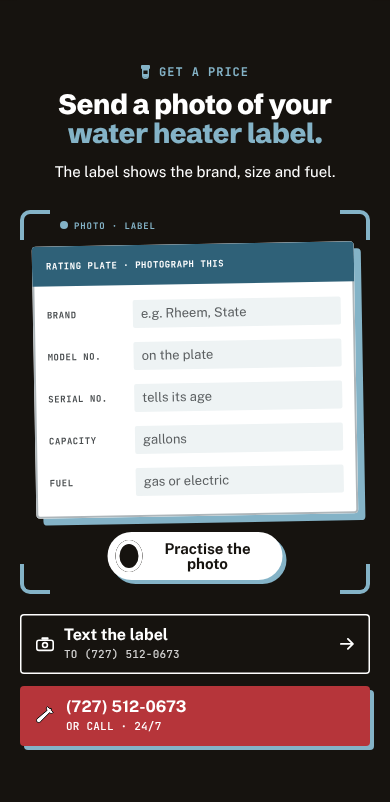 GET A PRICE
Send a photo of your
water heater label.
The label shows the brand, size and fuel.
PHOTO · LABEL
RATING PLATE · PHOTOGRAPH THIS
BRAND e.g. Rheem, State
MODEL NO. on the plate
SERIAL NO. tells its age
CAPACITY gallons
FUEL gas or electric
Practise the
photo
Text the label
TO (727) 512-0673
(727) 512-0673
OR CALL · 24/7